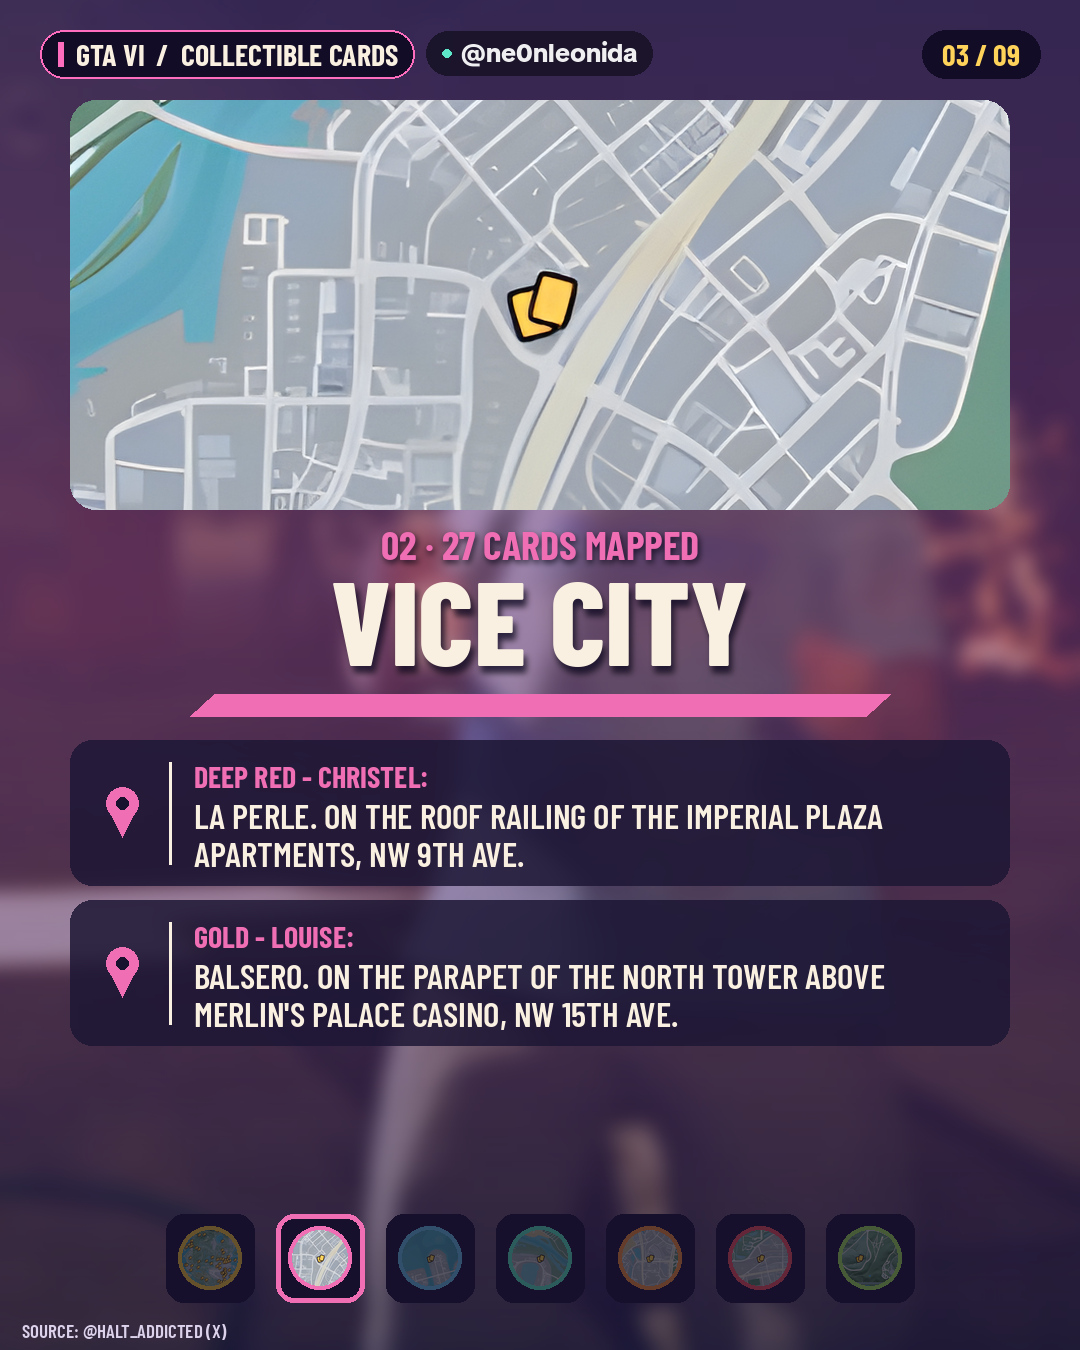 GTA VI / COLLECTIBLE CARDS
@ne0nleonida
03 / 09
02 · 27 CARDS MAPPED
VICE CITY
DEEP RED - CHRISTEL:
LA PERLE. ON THE ROOF RAILING OF THE IMPERIAL PLAZA
APARTMENTS, NW 9TH AVE.
GOLD - LOUISE:
BALSERO. ON THE PARAPET OF THE NORTH TOWER ABOVE
MERLIN'S PALACE CASINO, NW 15TH AVE.
SOURCE: @HALT_ADDICTED (X)